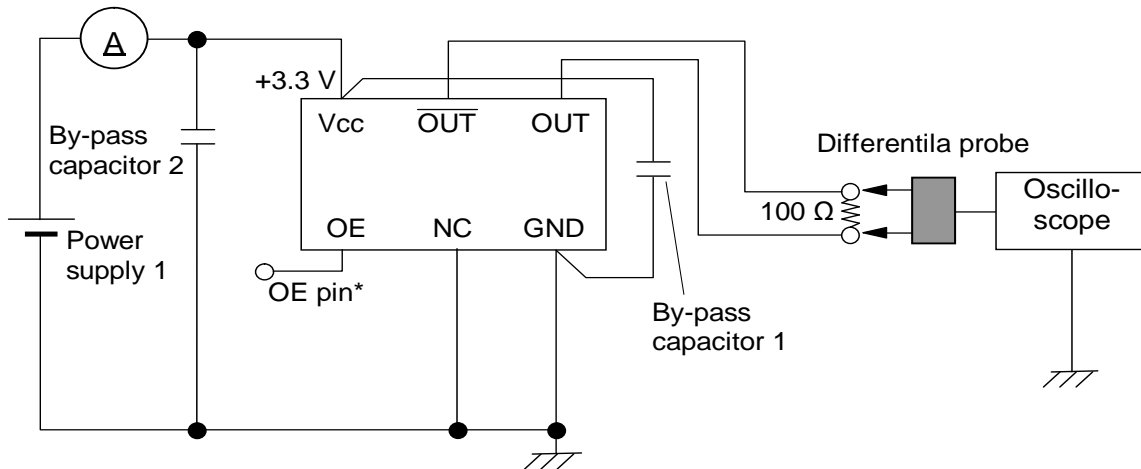 A
+3.3 V
Vcc
OUT
OUT
By-pass
capacitor 2
Differentila probe
Oscillo-
scope
100 Ω
OE
NC
GND
Power
supply 1
OE pin*
By-pass
capacitor 1